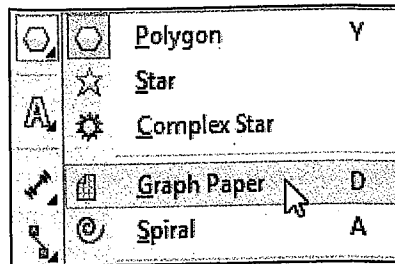 Polygon Y
Star
A
Complex Star
Graph Paper D
Spiral A